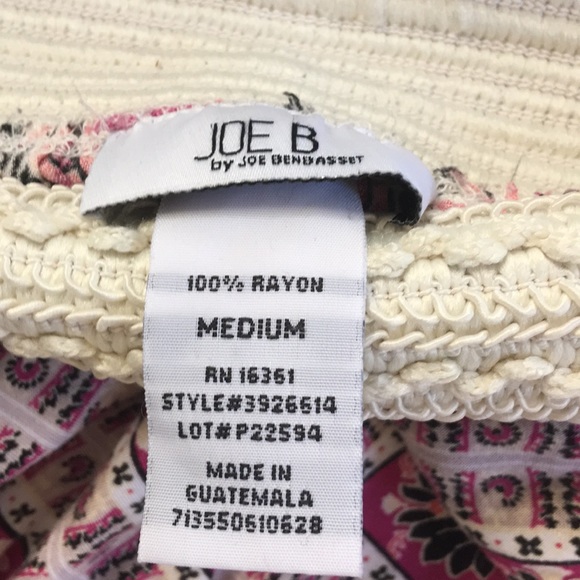 JOE B
by JOE BENBASSET
100% RAYON
MEDIUM
RN 16361
STYLE#3926614
LOT#P22594
MADE IN
GUATEMALA
713550610628